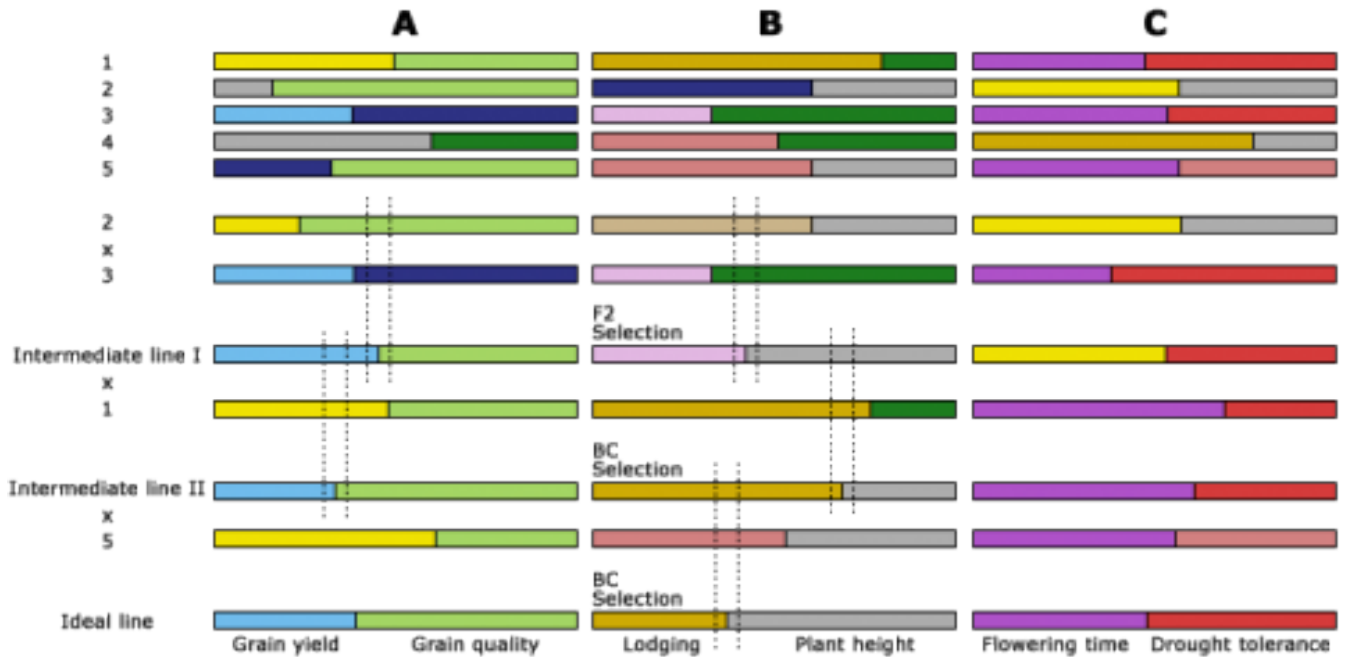 A B C
1
2
3
4
5
2
x
3
F2
Selection
Intermediate line I
x
1
BC
Selection
Intermediate line II
x
5
BC
Selection
Ideal line
Grain yield Grain quality Lodging Plant height Flowering time Drought tolerance